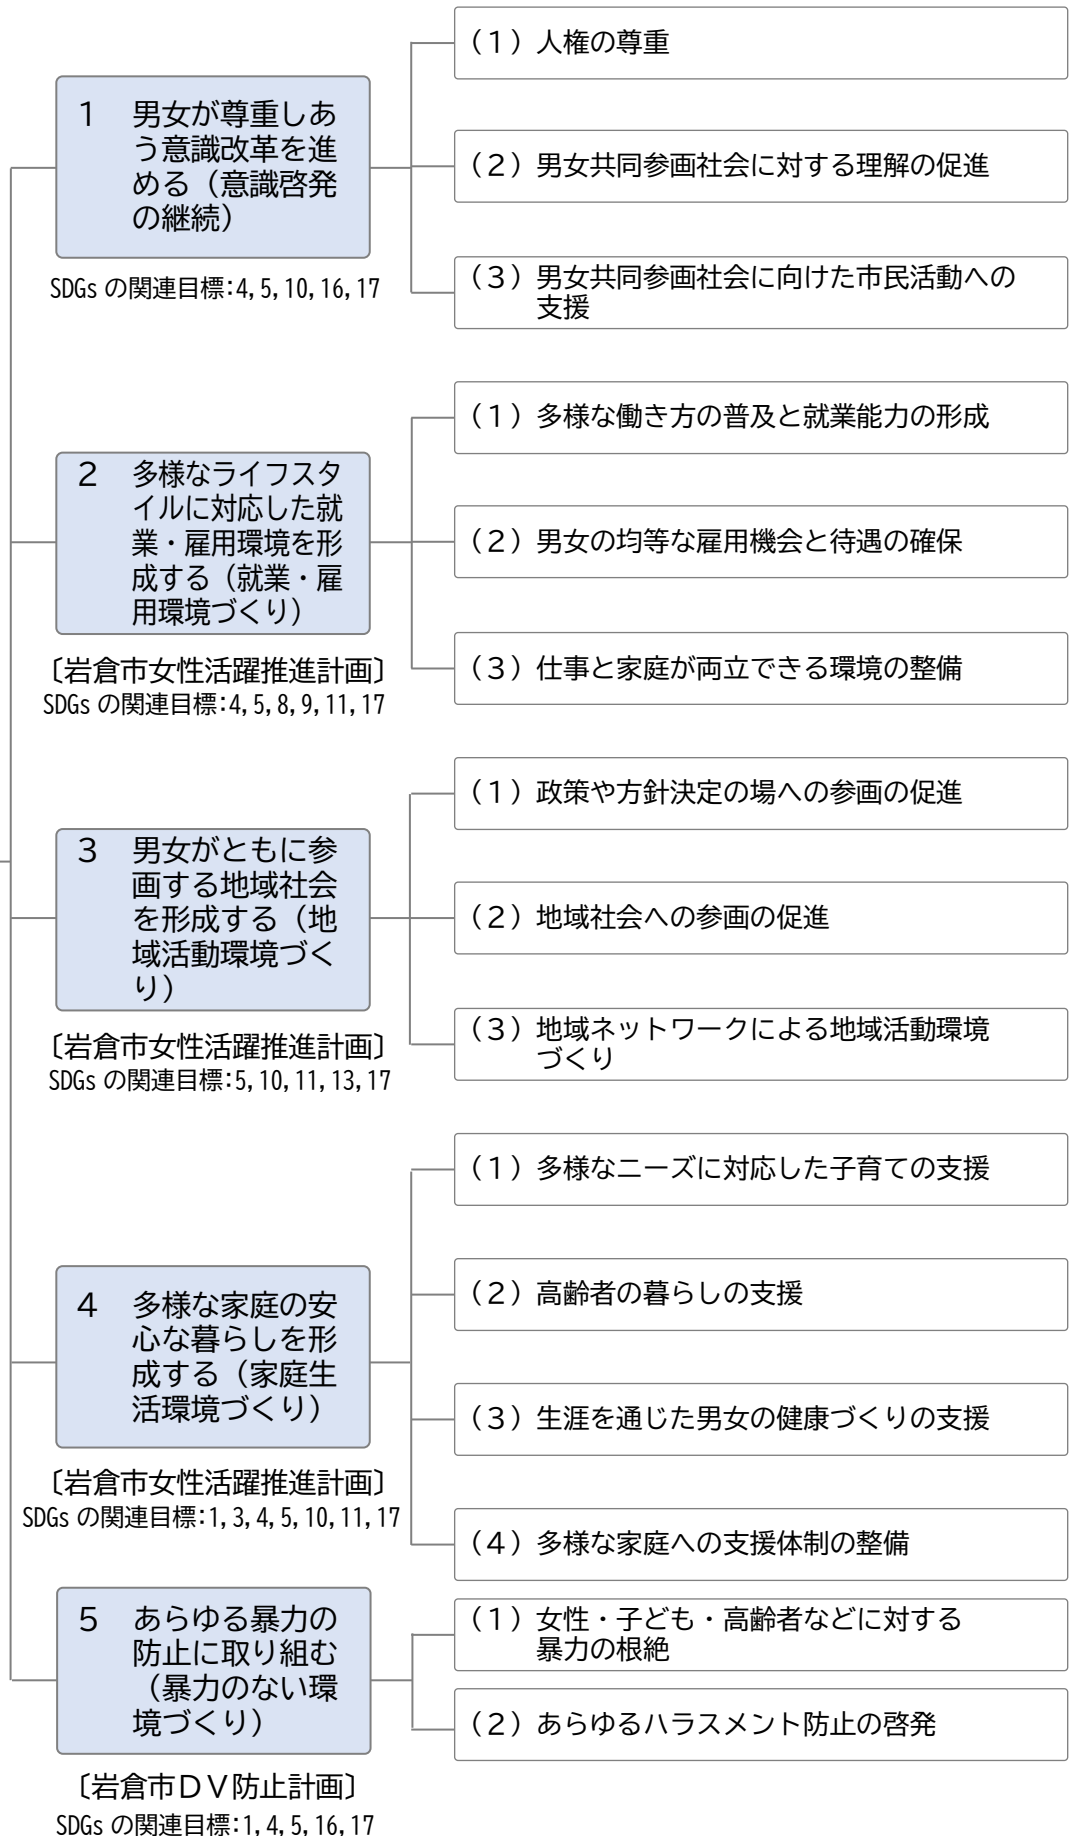 1　男女が尊重しあ
う意識改革を進
める（意識啓発
の継続）
SDGs の関連目標：4，5，10，16，17
（１）人権の尊重
（２）男女共同参画社会に対する理解の促進
（３）男女共同参画社会に向けた市民活動への
支援
2　多様なライフスタ
イルに対応した就
業・雇用環境を形
成する（就業・雇
用環境づくり）
〔岩倉市女性活躍推進計画〕
SDGs の関連目標：4，5，8，9，11，17
（１）多様な働き方の普及と就業能力の形成
（２）男女の均等な雇用機会と待遇の確保
（３）仕事と家庭が両立できる環境の整備
3　男女がともに参
画する地域社会
を形成する（地
域活動環境づく
り）
〔岩倉市女性活躍推進計画〕
SDGs の関連目標：5，10，11，13，17
（１）政策や方針決定の場への参画の促進
（２）地域社会への参画の促進
（３）地域ネットワークによる地域活動環境
づくり
4　多様な家庭の安
心な暮らしを形
成する（家庭生
活環境づくり）
〔岩倉市女性活躍推進計画〕
SDGs の関連目標：1，3，4，5，10，11，17
（１）多様なニーズに対応した子育ての支援
（２）高齢者の暮らしの支援
（３）生涯を通じた男女の健康づくりの支援
（４）多様な家庭への支援体制の整備
5　あらゆる暴力の
防止に取り組む
（暴力のない環
境づくり）
〔岩倉市ＤＶ防止計画〕
SDGs の関連目標：1，4，5，16，17
（１）女性・子ども・高齢者などに対する
暴力の根絶
（２）あらゆるハラスメント防止の啓発